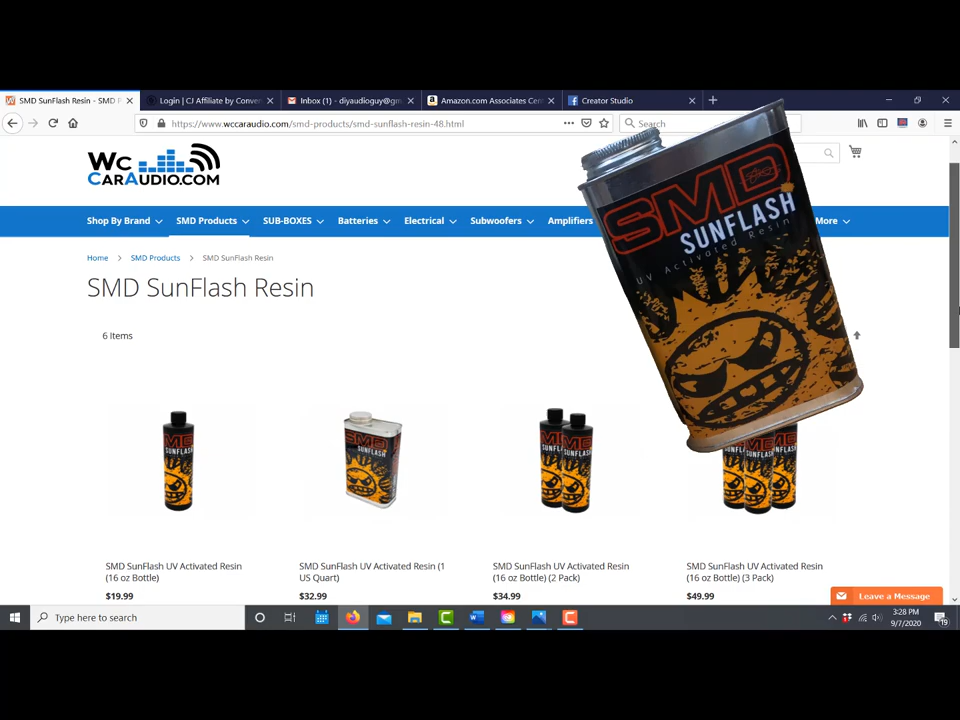 SMD SunFlash Resin - SMD P
Login | CJ Affiliate by Conver
Inbox (1) - diyaudioguy@gm
Amazon.com Associates Cen
Creator Studio
https://www.wccaraudio.com/smd-products/smd-sunflash-resin-48.html
Search
WC
CARAUDIO.COM
Shop By Brand
SMD Products
SUB-BOXES
Batteries
Electrical
Subwoofers
Amplifiers
More
Home > SMD Products > SMD SunFlash Resin
SMD SunFlash Resin
6 Items
SMD
SUNFLASH
UV Activated Resin
SMD
SUNFLASH
SMD
SUNFLASH
SMD SunFlash UV Activated Resin
(16 oz Bottle)
$19.99
SMD SunFlash UV Activated Resin (1
US Quart)
$32.99
SMD SunFlash UV Activated Resin
(16 oz Bottle) (2 Pack)
$34.99
SMD SunFlash UV Activated Resin
(16 oz Bottle) (3 Pack)
$49.99
Leave a Message
Type here to search
3:28 PM
9/7/2020
19